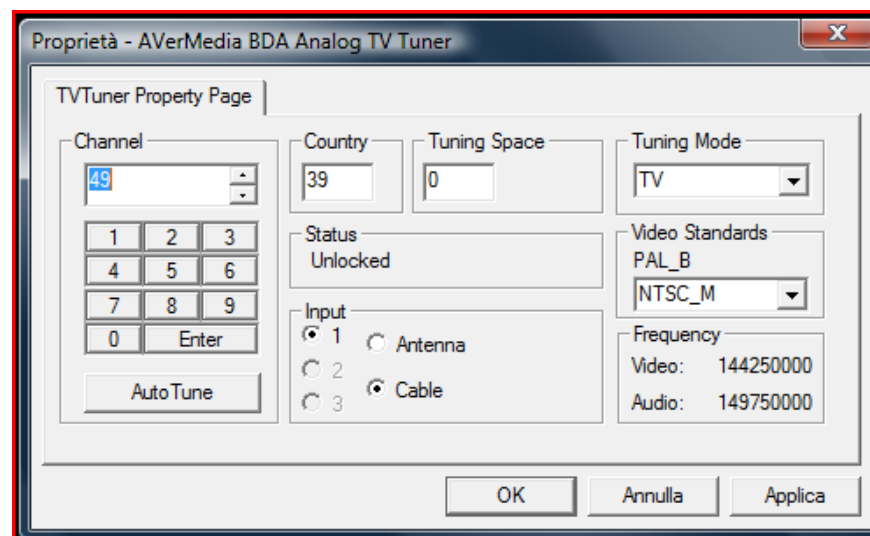 Proprietà - AVerMedia BDA Analog TV Tuner
TVTuner Property Page
Channel
49
1 2 3
4 5 6
7 8 9
0 Enter
AutoTune
Country
39
Tuning Space
0
Status
Unlocked
Input
1
2
3
Antenna
Cable
Tuning Mode
TV
Video Standards
PAL_B
NTSC_M
Frequency
Video: 144250000
Audio: 149750000
OK Annulla Applica